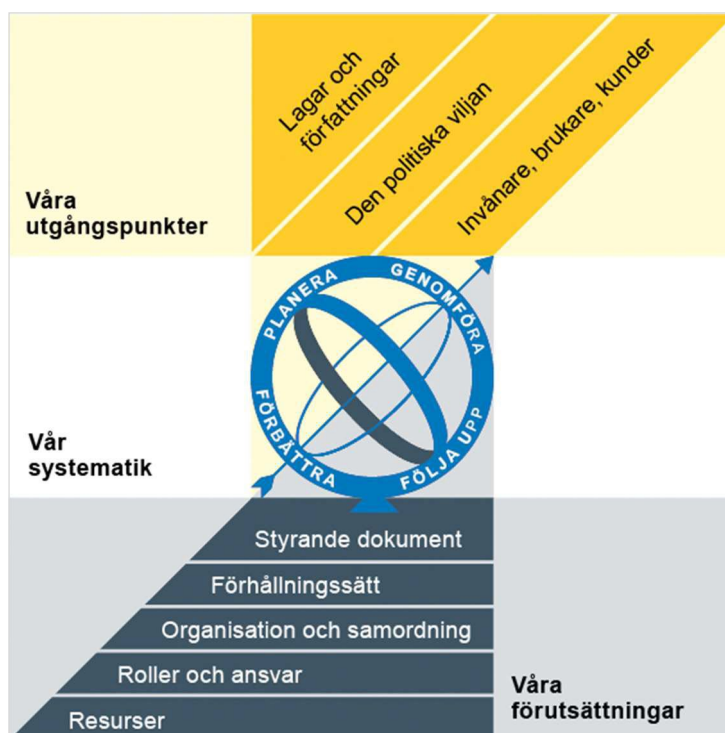 Lagar och
författningar
Den politiska viljan
Invånare, brukare, kunder
Våra
utgångspunkter
PLANERA
GENOMFÖRA
FÖRBÄTTRA
FÖLJA UPP
Vår
systematik
Styrande dokument
Förhållningssätt
Organisation och samordning
Roller och ansvar
Resurser
Våra
förutsättningar